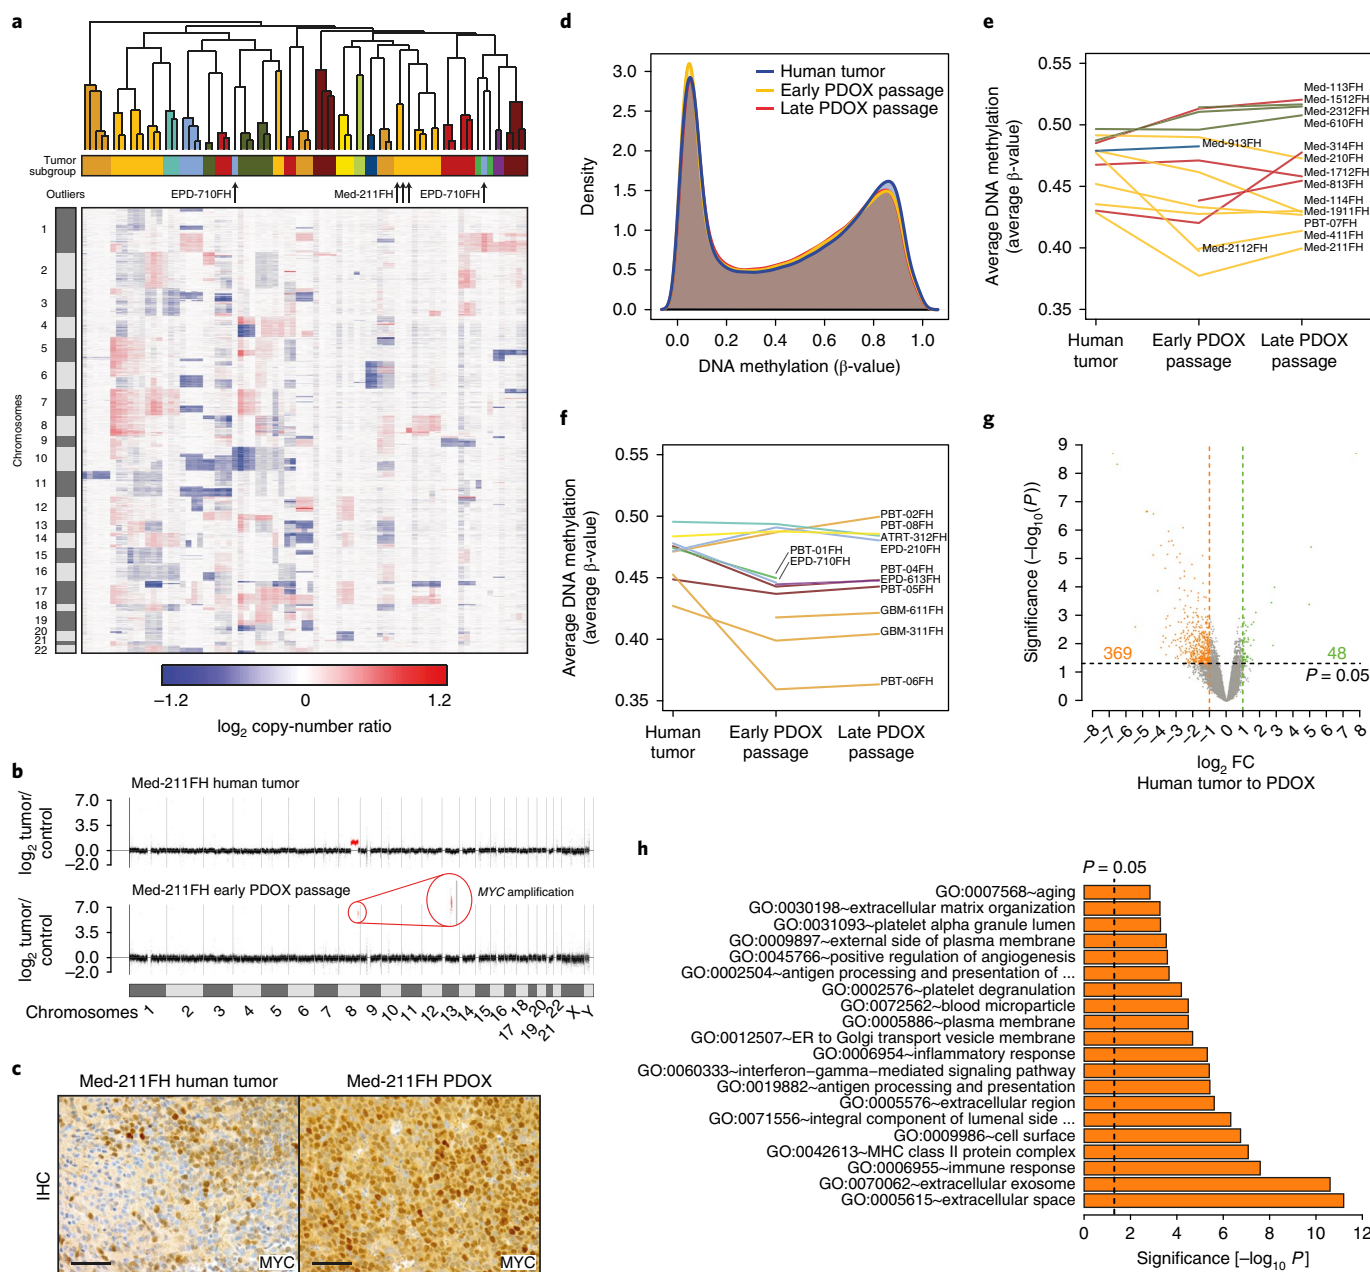 a
Tumor
subgroup
Outliers
EPD-710FH
Med-211FH
EPD-710FH
Chromosomes
1
2
3
4
5
6
7
8
9
10
11
12
13
14
15
16
17
18
19
20
21
22
−1.2
0
1.2
log2 copy-number ratio
b
Med-211FH human tumor
log2 tumor/
control
7.0
3.5
0
−2.0
Med-211FH early PDOX passage
MYC amplification
log2 tumor/
control
7.0
3.5
0
−2.0
Chromosomes 1 2 3 4 5 6 7 8 9 10 11 12 13 14 15 16 17 18 19 20 21 22 X Y
c
Med-211FH human tumor
Med-211FH PDOX
IHC
MYC
MYC
d
Density
3.0
2.5
2.0
1.5
1.0
0.5
0.0
Human tumor
Early PDOX passage
Late PDOX passage
0.0 0.2 0.4 0.6 0.8 1.0
DNA methylation (β-value)
e
Average DNA methylation
(average β-value)
0.55
0.50
0.45
0.40
0.35
Med-113FH
Med-1512FH
Med-2312FH
Med-610FH
Med-913FH
Med-314FH
Med-210FH
Med-1712FH
Med-813FH
Med-114FH
Med-1911FH
PBT-07FH
Med-411FH
Med-2112FH
Med-211FH
Human
tumor
Early PDOX
passage
Late PDOX
passage
f
Average DNA methylation
(average β-value)
0.55
0.50
0.45
0.40
0.35
PBT-02FH
PBT-08FH
ATRT-312FH
EPD-210FH
PBT-01FH
EPD-710FH
PBT-04FH
EPD-613FH
PBT-05FH
GBM-611FH
GBM-311FH
PBT-06FH
Human
tumor
Early PDOX
passage
Late PDOX
passage
g
Significance (−log10(P))
9
8
7
6
5
4
3
2
1
0
369
48
P = 0.05
−8 −7 −6 −5 −4 −3 −2 −1 0 1 2 3 4 5 6 7 8
log2 FC
Human tumor to PDOX
h
P = 0.05
GO:0007568~aging
GO:0030198~extracellular matrix organization
GO:0031093~platelet alpha granule lumen
GO:0009897~external side of plasma membrane
GO:0045766~positive regulation of angiogenesis
GO:0002504~antigen processing and presentation of ...
GO:0002576~platelet degranulation
GO:0072562~blood microparticle
GO:0005886~plasma membrane
GO:0012507~ER to Golgi transport vesicle membrane
GO:0006954~inflammatory response
GO:0060333~interferon−gamma−mediated signaling pathway
GO:0019882~antigen processing and presentation
GO:0005576~extracellular region
GO:0071556~integral component of lumenal side ...
GO:0009986~cell surface
GO:0042613~MHC class II protein complex
GO:0006955~immune response
GO:0070062~extracellular exosome
GO:0005615~extracellular space
0 2 4 6 8 10 12
Significance [−log10 P]